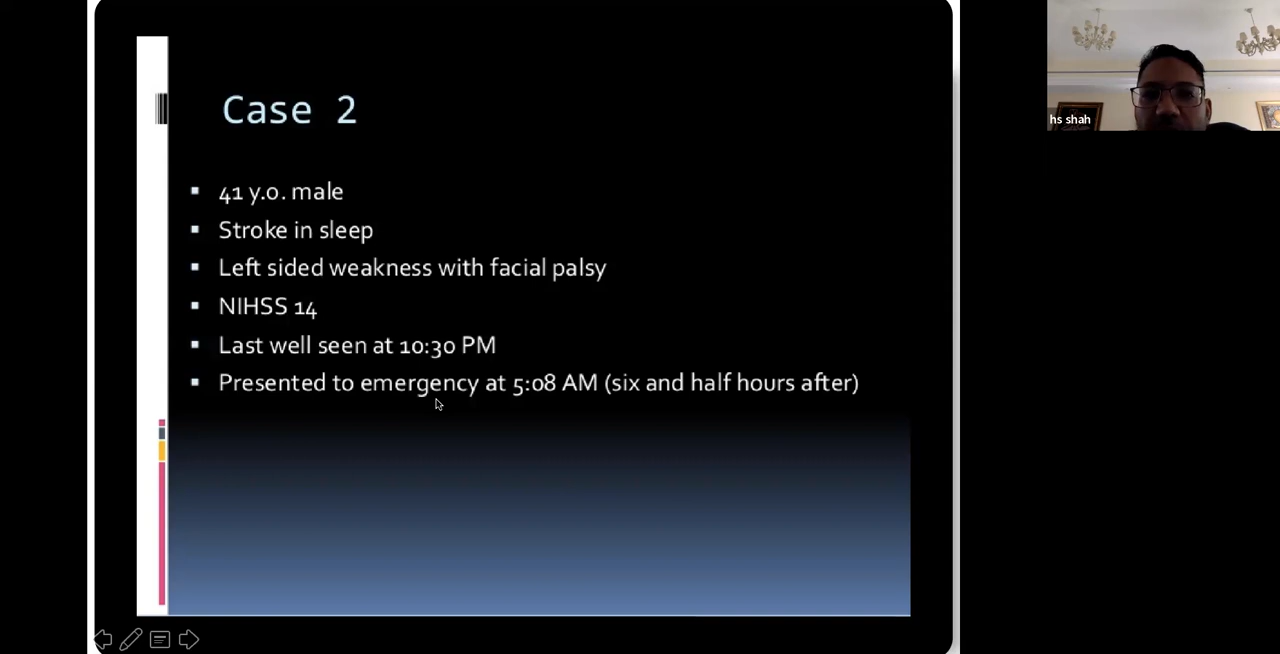 Case 2
41 y.o. male
Stroke in sleep
Left sided weakness with facial palsy
NIHSS 14
Last well seen at 10:30 PM
Presented to emergency at 5:08 AM (six and half hours after)
hs shah